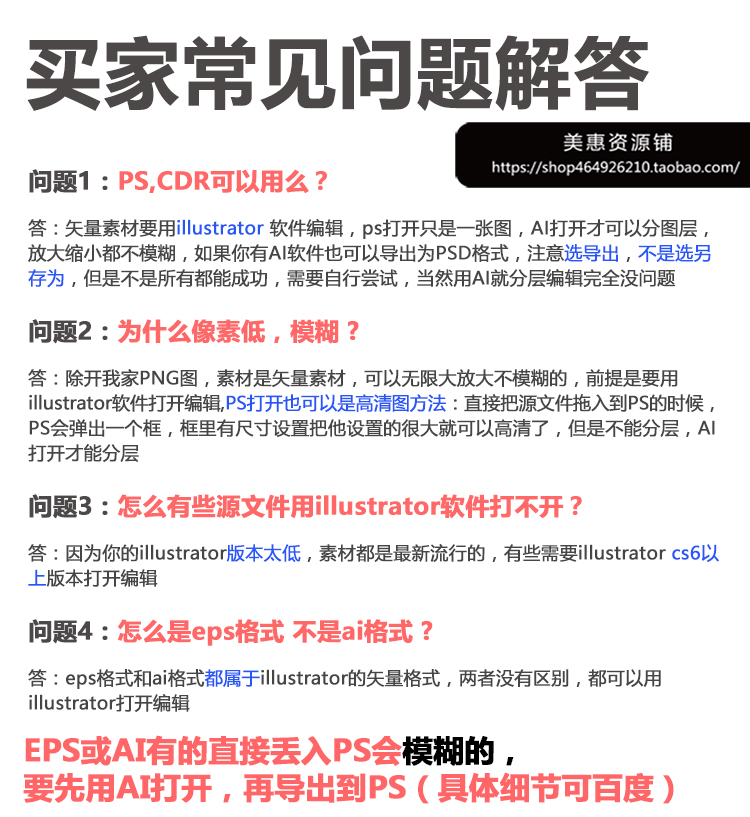 买家常见问题解答
美惠资源铺
https://shop464926210.taobao.com/
问题1：PS,CDR可以用么？
答：矢量素材要用illustrator 软件编辑，ps打开只是一张图，AI打开才可以分图层，
放大缩小都不模糊，如果你有AI软件也可以导出为PSD格式，注意选导出，不是选另
存为，但是不是所有都能成功，需要自行尝试，当然用AI就分层编辑完全没问题
问题2：为什么像素低，模糊？
答：除开我家PNG图，素材是矢量素材，可以无限大放大不模糊的，前提是要用
illustrator软件打开编辑,PS打开也可以是高清图方法：直接把源文件拖入到PS的时候，
PS会弹出一个框，框里有尺寸设置把他设置的很大就可以高清了，但是不能分层，AI
打开才能分层
问题3：怎么有些源文件用illustrator软件打不开？
答：因为你的illustrator版本太低，素材都是最新流行的，有些需要illustrator cs6以
上版本打开编辑
问题4：怎么是eps格式 不是ai格式？
答：eps格式和ai格式都属于illustrator的矢量格式，两者没有区别，都可以用
illustrator打开编辑
EPS或AI有的直接丢入PS会模糊的，
要先用AI打开，再导出到PS（具体细节可百度）